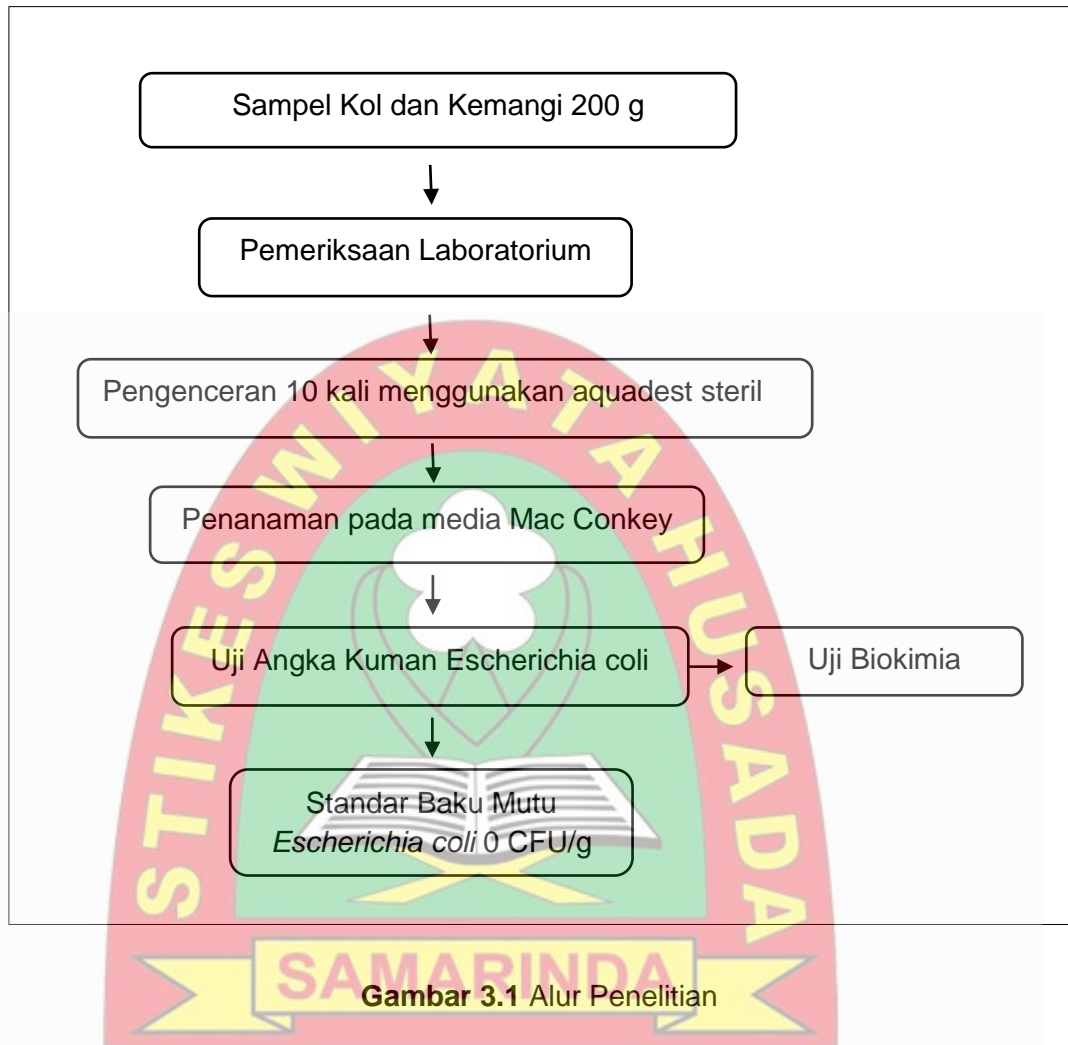 Sampel Kol dan Kemangi 200 g
Pemeriksaan Laboratorium
Pengenceran 10 kali menggunakan aquadest steril
Penanaman pada media Mac Conkey
Uji Angka Kuman Escherichia coli
Uji Biokimia
Standar Baku Mutu
Escherichia coli 0 CFU/g
STIKES WIYATA HUSADA
SAMARINDA
Gambar 3.1 Alur Penelitian